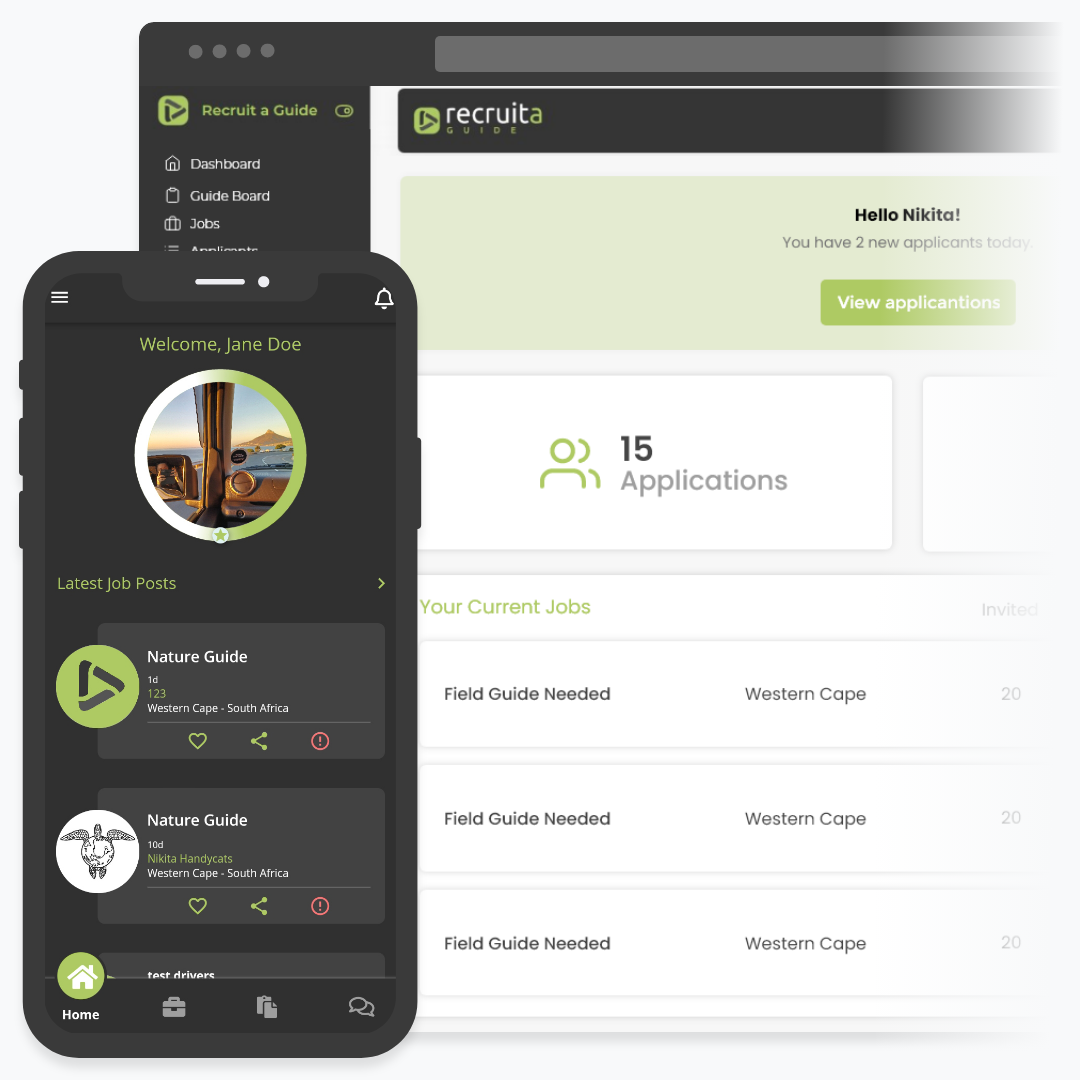 Recruit a Guide
Dashboard
Guide Board
Jobs
Applicants
recruita
GUIDE
Hello Nikita!
You have 2 new applicants today.
View applicantions
15
Applications
Your Current Jobs
Invited
Field Guide Needed
Western Cape
20
Field Guide Needed
Western Cape
20
Field Guide Needed
Western Cape
20
Welcome, Jane Doe
Latest Job Posts
Nature Guide
1d
123
Western Cape - South Africa
Nature Guide
10d
Nikita Handycats
Western Cape - South Africa
test drivers
Home